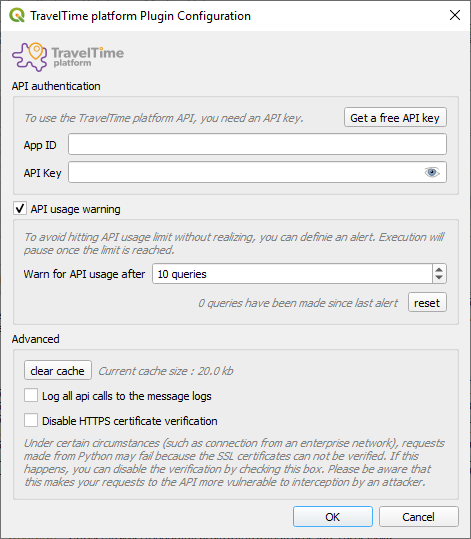 TravelTime platform Plugin Configuration
TravelTime
platform
API authentication
To use the TravelTime platform API, you need an API key.
Get a free API key
App ID
API Key
API usage warning
To avoid hitting API usage limit without realizing, you can definie an alert. Execution will
pause once the limit is reached.
Warn for API usage after
10 queries
0 queries have been made since last alert
reset
Advanced
clear cache
Current cache size : 20.0 kb
Log all api calls to the message logs
Disable HTTPS certificate verification
Under certain circumstances (such as connection from an enterprise network), requests
made from Python may fail because the SSL certificates can not be verified. If this
happens, you can disable the verification by checking this box. Please be aware that
this makes your requests to the API more vulnerable to interception by an attacker.
OK
Cancel